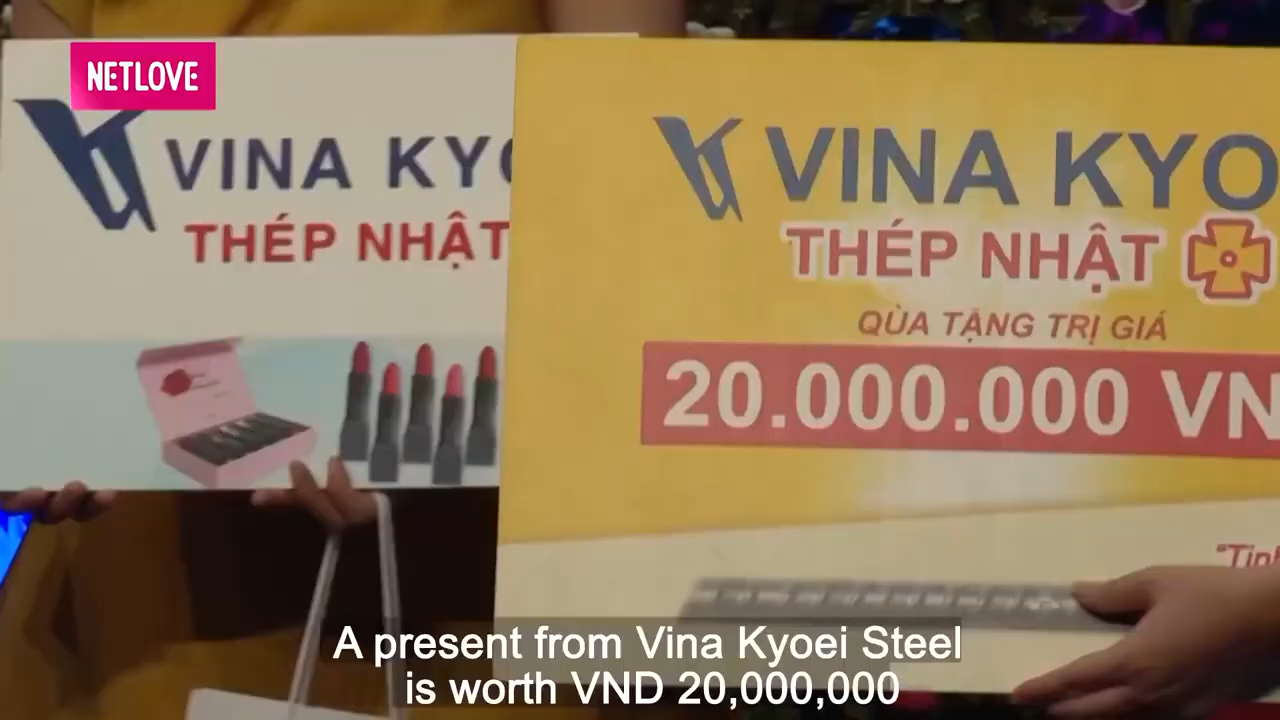 NETLOVE
VINA KYO
THÉP NHẬT
VINA KYO
THÉP NHẬT
QÙA TẶNG TRỊ GIÁ
20.000.000 VN
A present from Vina Kyoei Steel
is worth VND 20,000,000